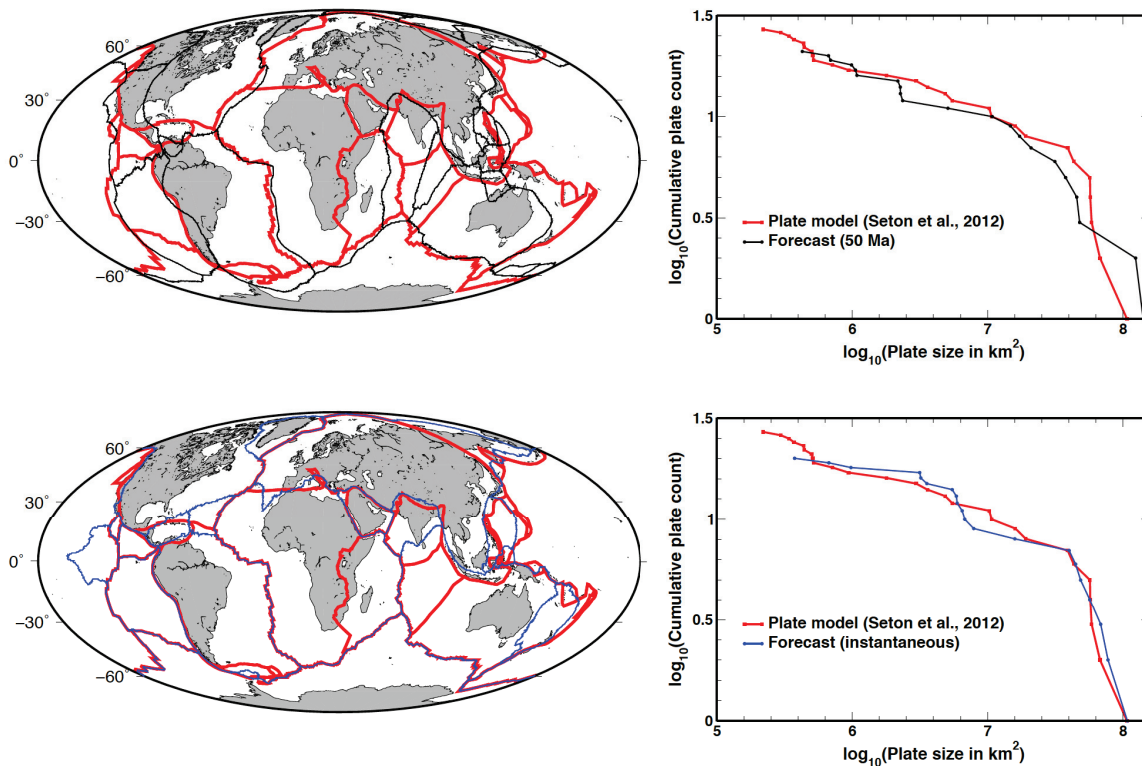 60°
30°
0°
−30°
−60°
1.5
1
0.5
0
log10(Cumulative plate count)
Plate model (Seton et al., 2012)
Forecast (50 Ma)
5 6 7 8
log10(Plate size in km2)
60°
30°
0°
−30°
−60°
1.5
1
0.5
0
log10(Cumulative plate count)
Plate model (Seton et al., 2012)
Forecast (instantaneous)
5 6 7 8
log10(Plate size in km2)